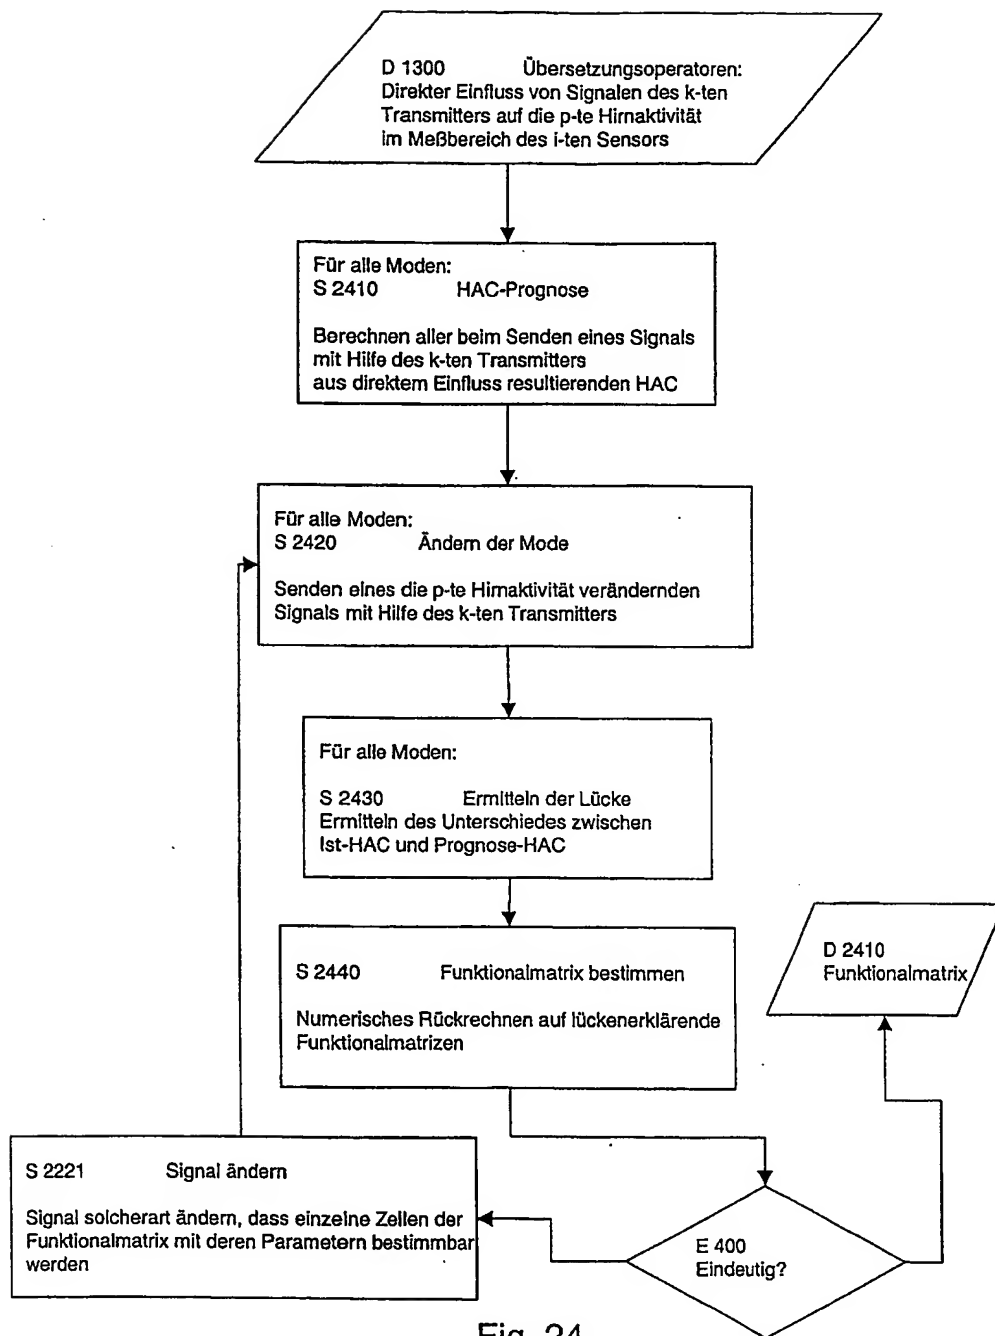 D 1300 Übersetzungsoperatoren:
Direkter Einfluss von Signalen des k-ten
Transmitters auf die p-te Hirnaktivität
im Meßbereich des i-ten Sensors
Für alle Moden:
S 2410 HAC-Prognose
Berechnen aller beim Senden eines Signals
mit Hilfe des k-ten Transmitters
aus direktem Einfluss resultierenden HAC
Für alle Moden:
S 2420 Ändern der Mode
Senden eines die p-te Hirnaktivität verändernden
Signals mit Hilfe des k-ten Transmitters
Für alle Moden:
S 2430 Ermitteln der Lücke
Ermitteln des Unterschiedes zwischen
Ist-HAC und Prognose-HAC
S 2440 Funktionalmatrix bestimmen
Numerisches Rückrechnen auf lückenerklärende
Funktionalmatrizen
D 2410
Funktionalmatrix
S 2221 Signal ändern
Signal solcherart ändern, dass einzelne Zellen der
Funktionalmatrix mit deren Parametern bestimmbar
werden
E 400
Eindeutig?
Fig. 24